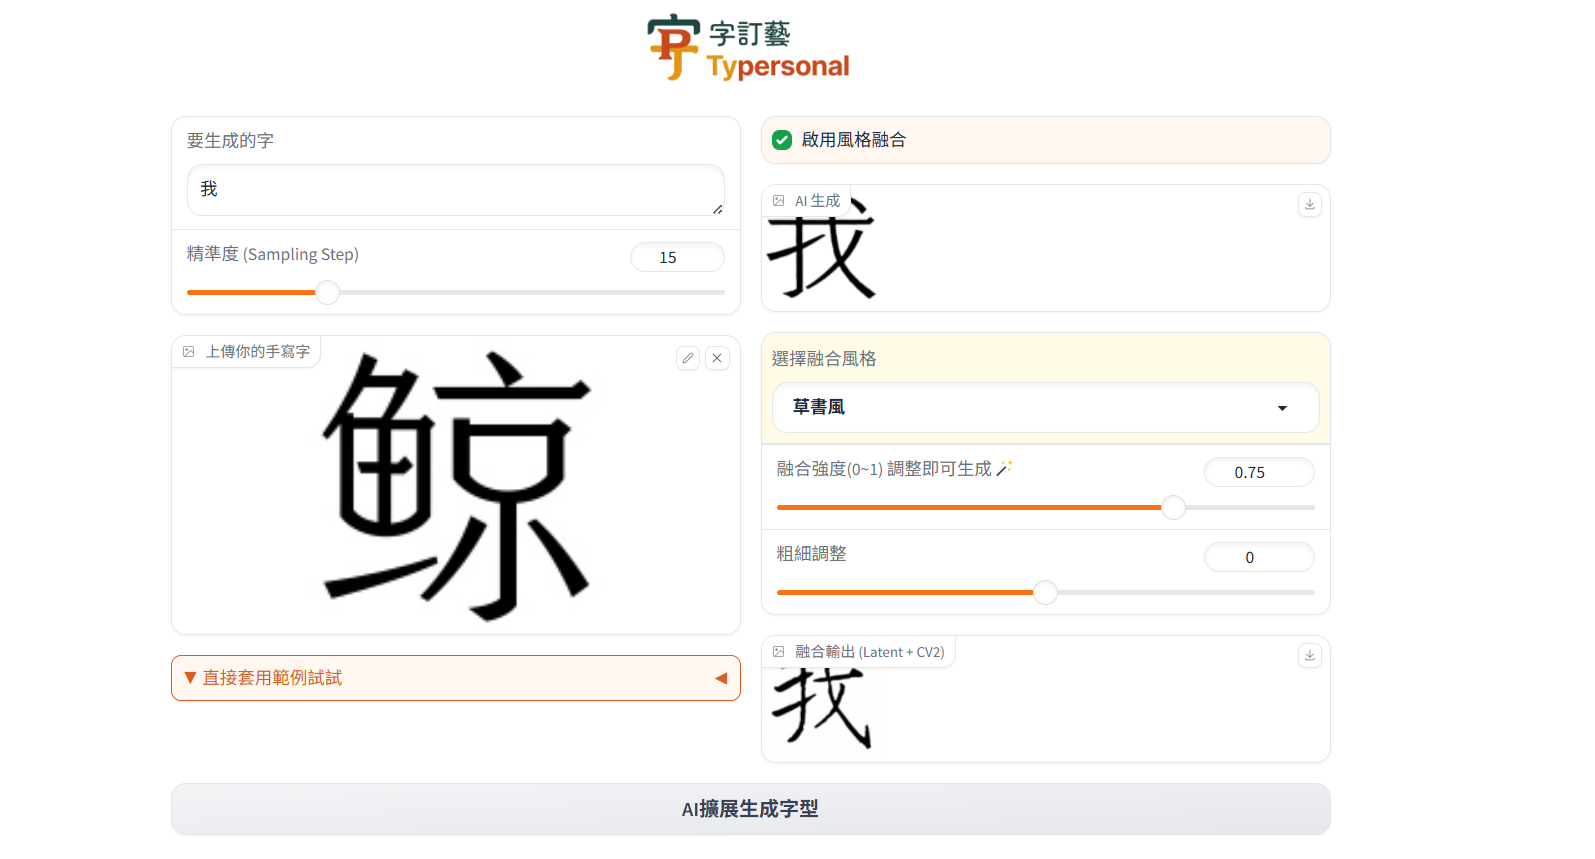 字訂藝
Typersonal
要生成的字
我
精準度 (Sampling Step)
15
上傳你的手寫字
鲸
▼ 直接套用範例試試
◀
啟用風格融合
AI 生成
我
選擇融合風格
草書風
融合強度(0~1) 調整即可生成🪄
0.75
粗細調整
0
融合輸出 (Latent + CV2)
我
AI擴展生成字型